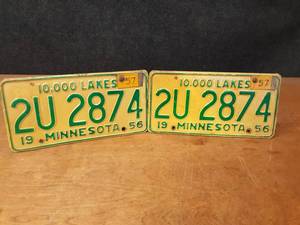 10,000 LAKES 57
2U 2874
19 MINNESOTA 56
10,000 LAKES 57
2U 2874
19 MINNESOTA 56